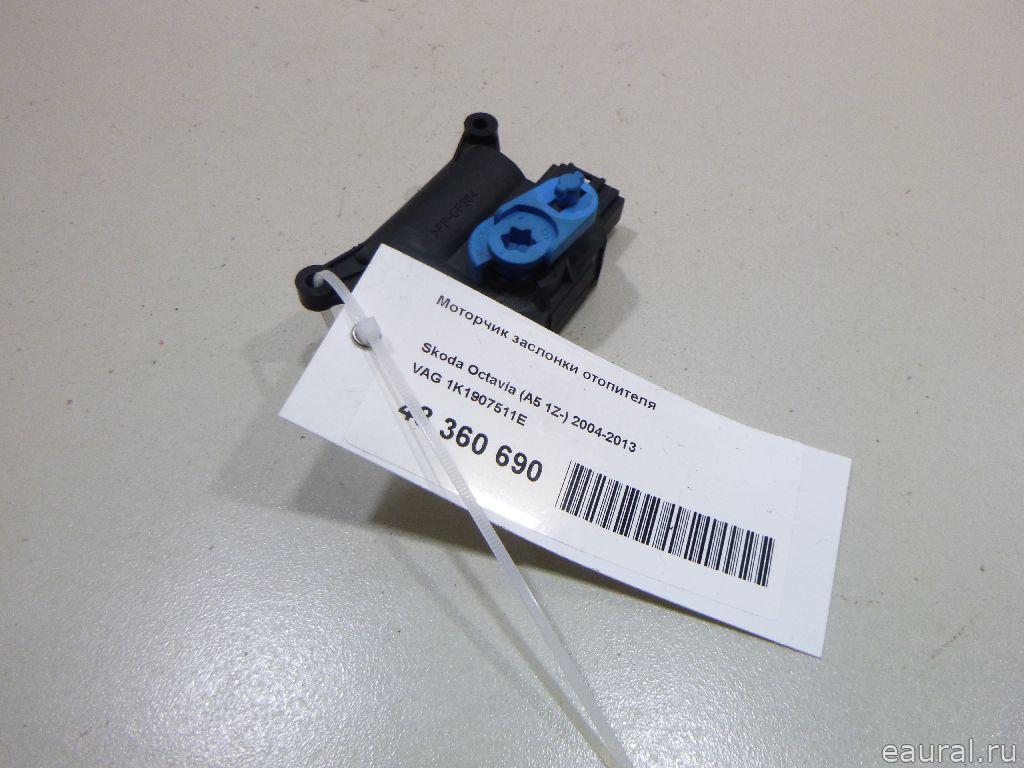 Моторчик заслонки отопителя
Skoda Octavia (A5 1Z-) 2004-2013
VAG 1K1907511E
360 690
eaural.ru